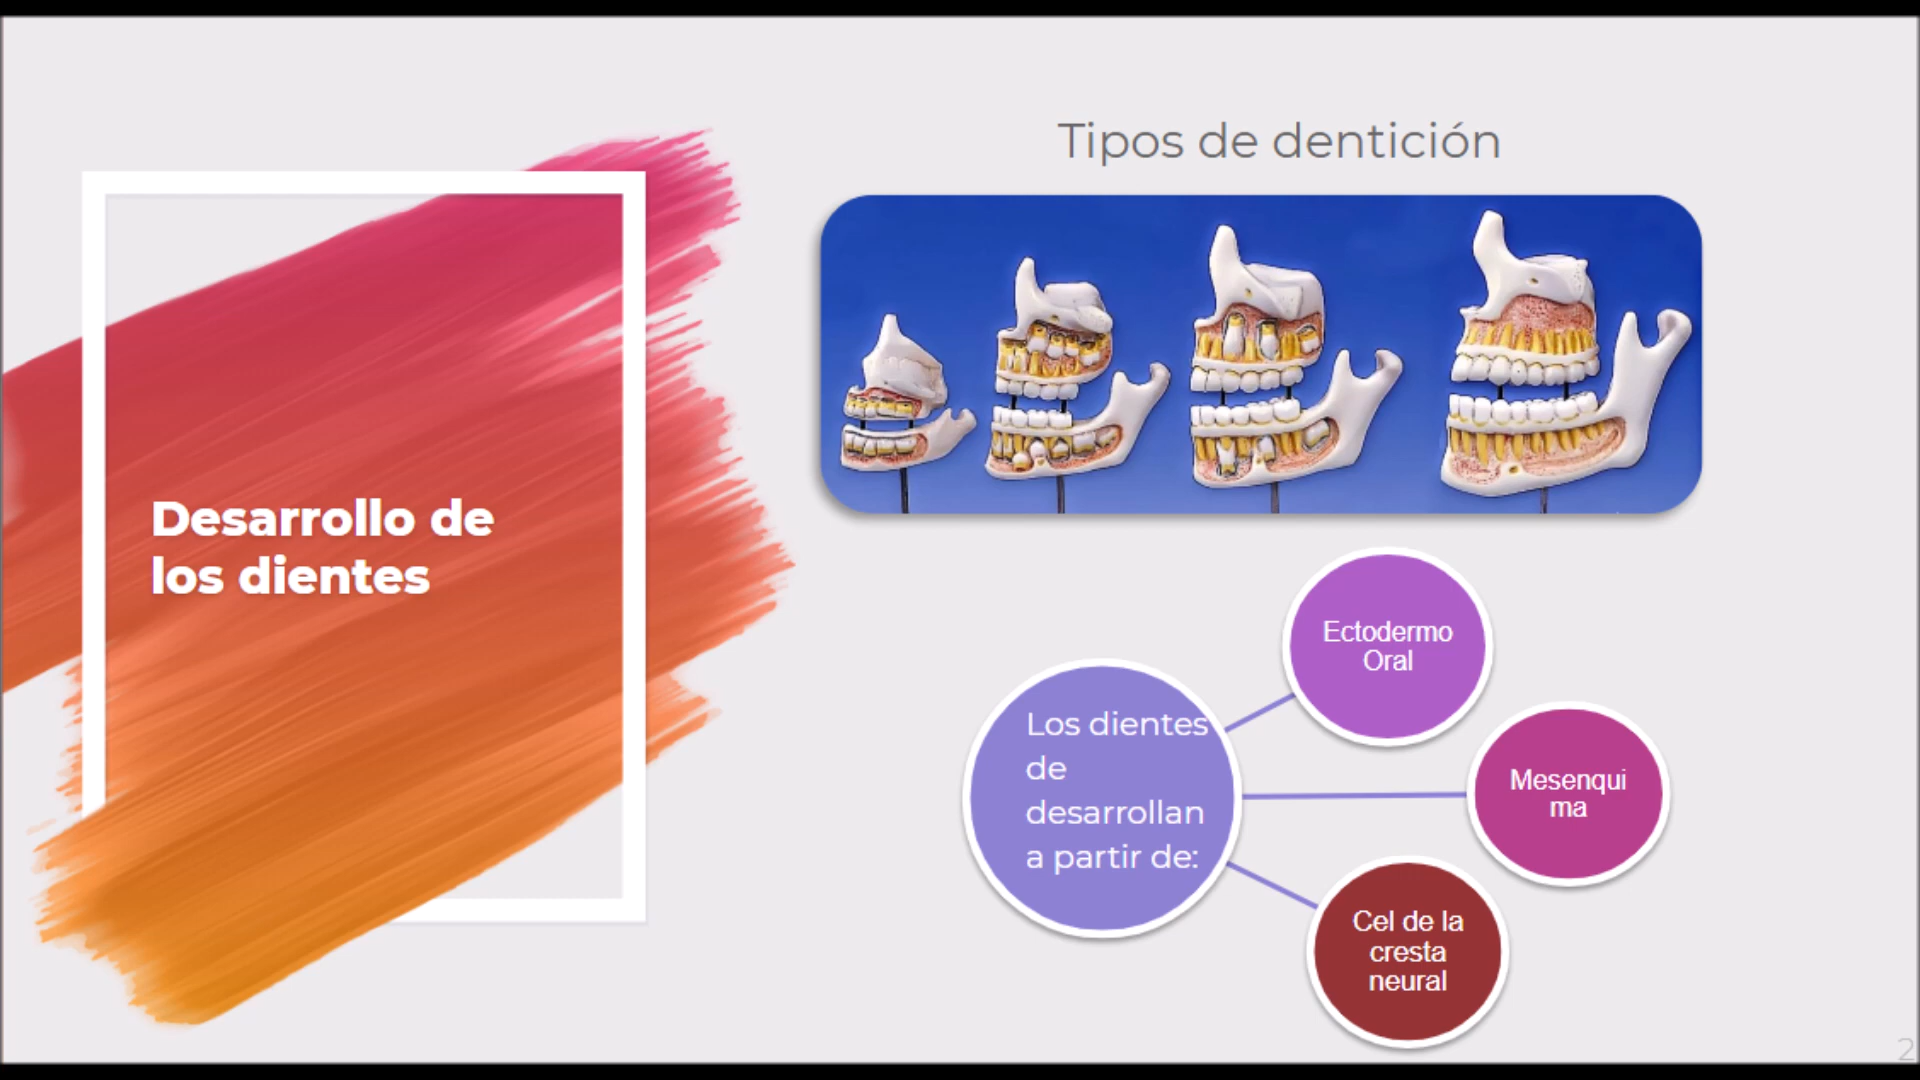 Desarrollo de
los dientes
Tipos de dentición
Los dientes
de
desarrollan
a partir de:
Ectodermo
Oral
Mesenqui
ma
Cel de la
cresta
neural
2